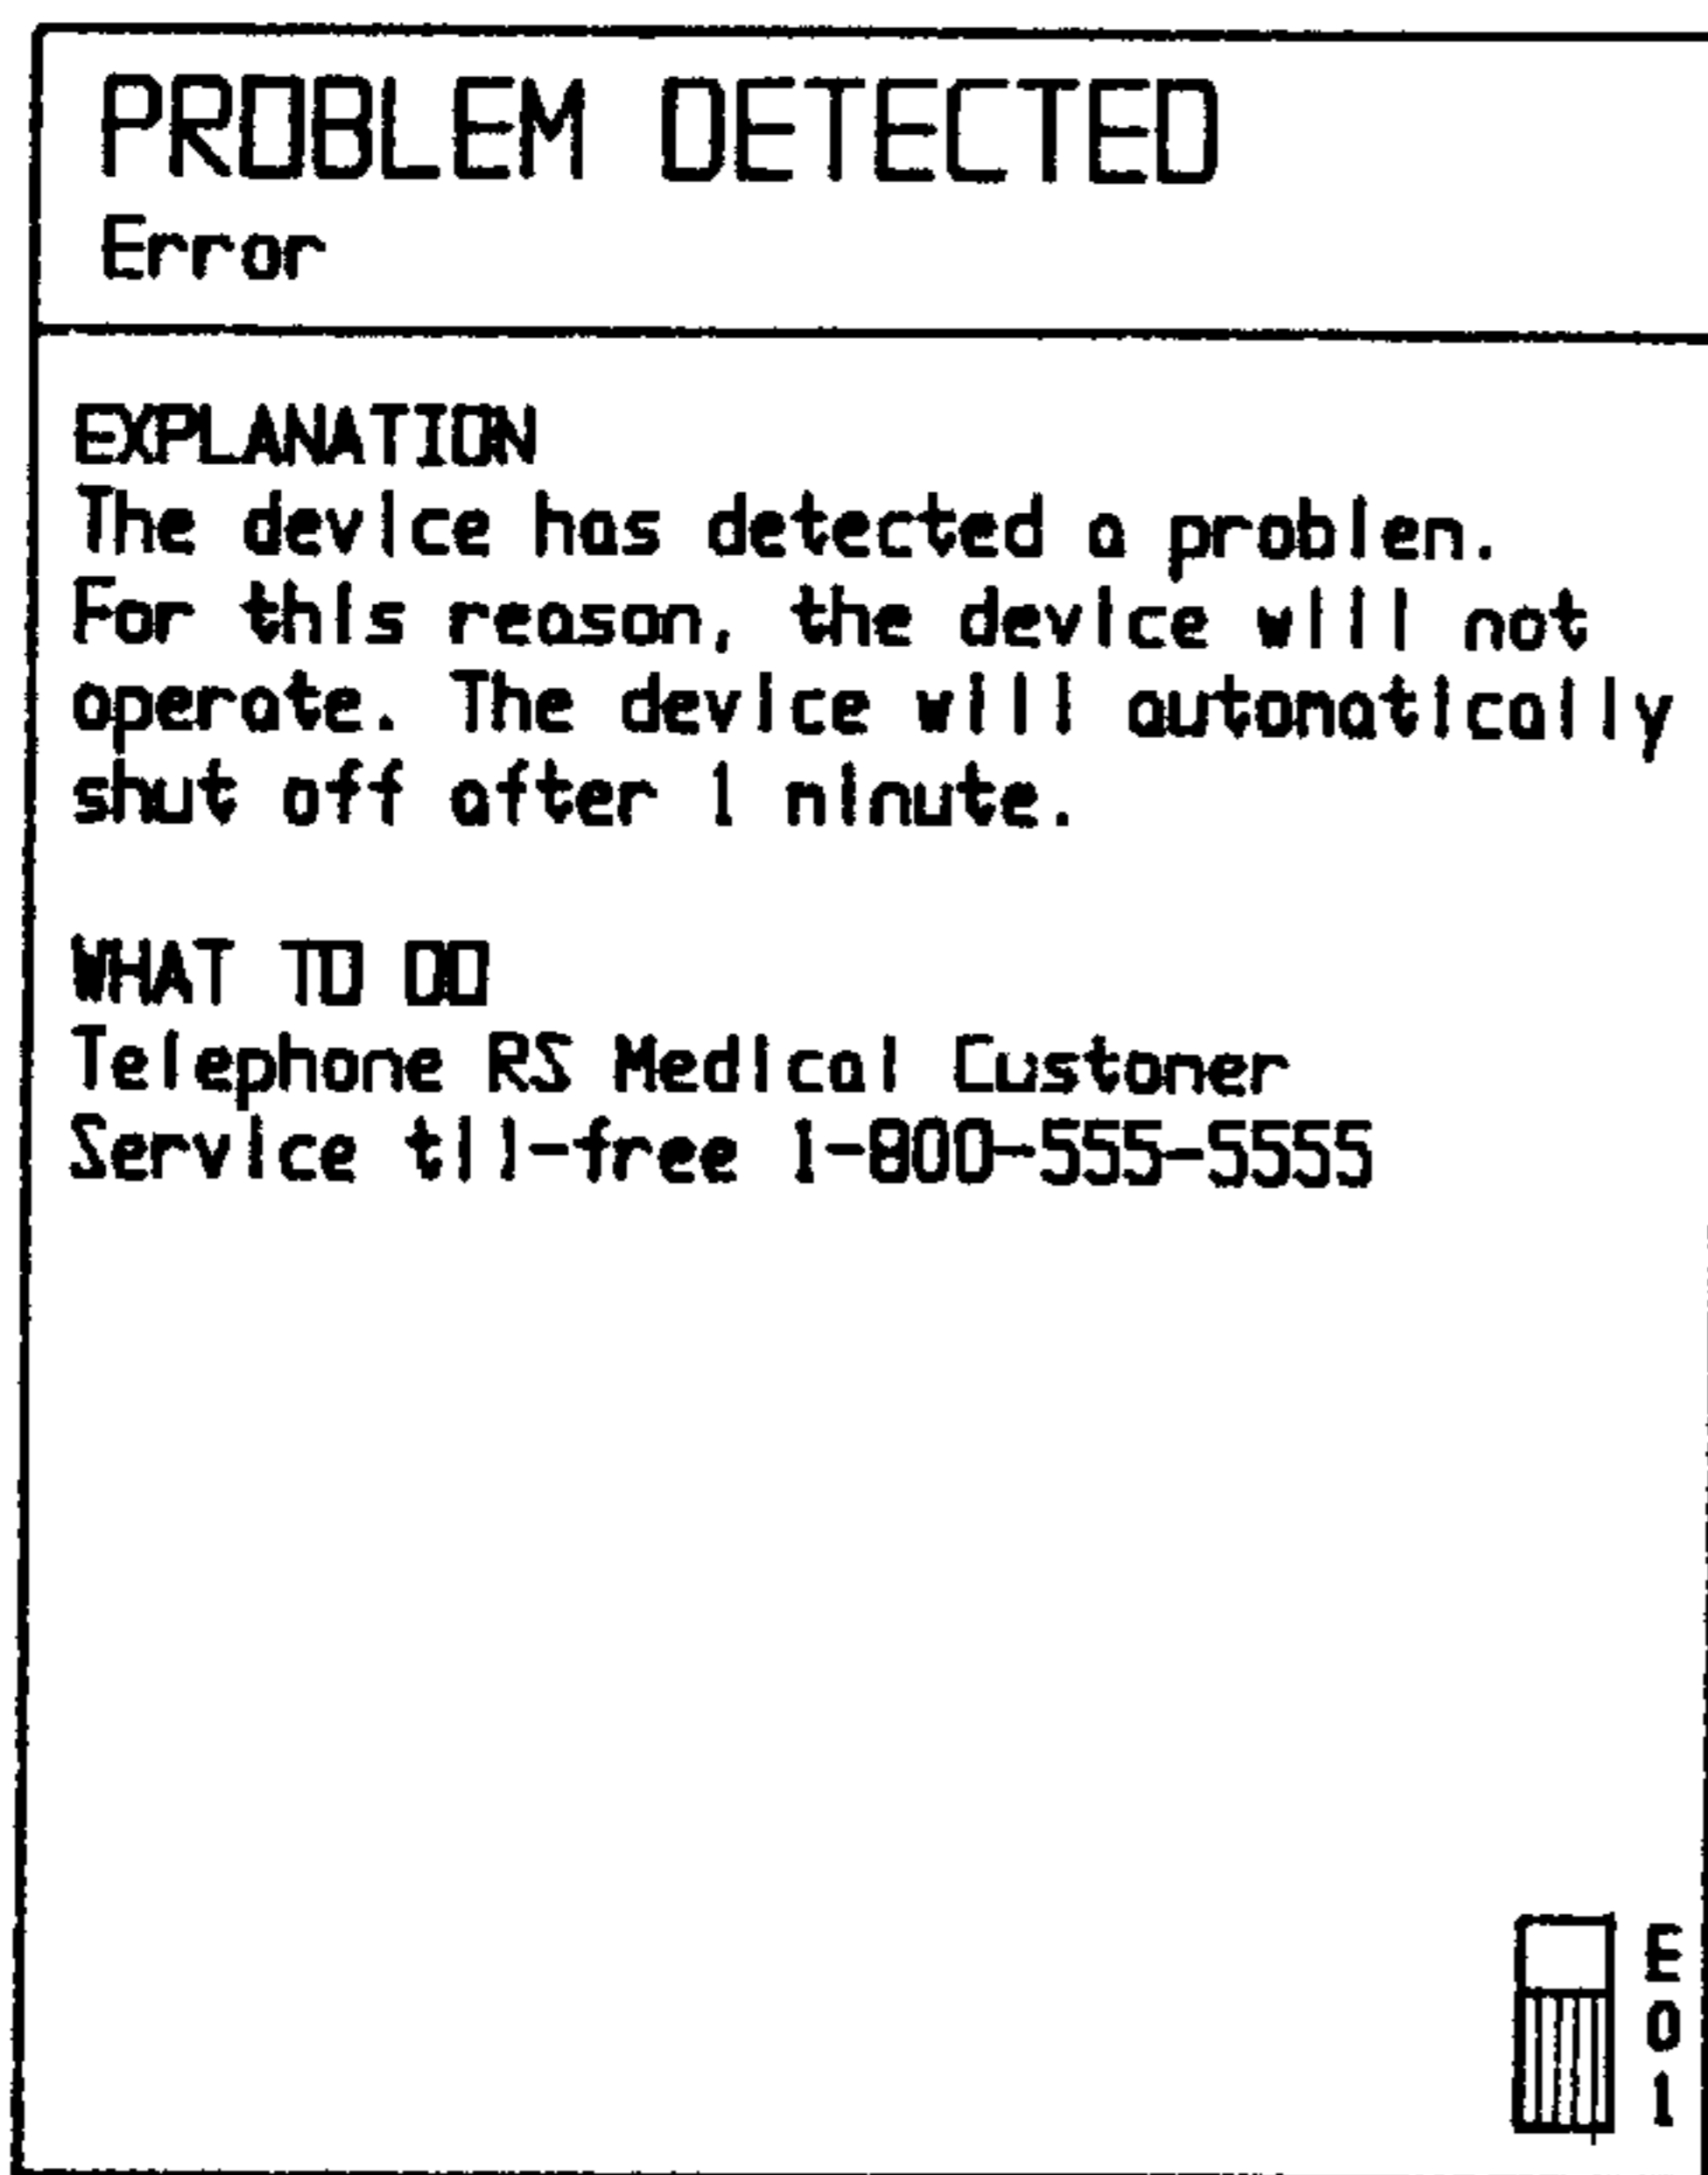 PROBLEM DETECTED
Error
EXPLANATION
The device has detected a problen.
For this reason, the device will not
operate. The device will automatically
shut off after 1 ninute.
WHAT TO DO
Telephone RS Medical Custoner
Service tll-free 1-800-555-5555
E
0
1